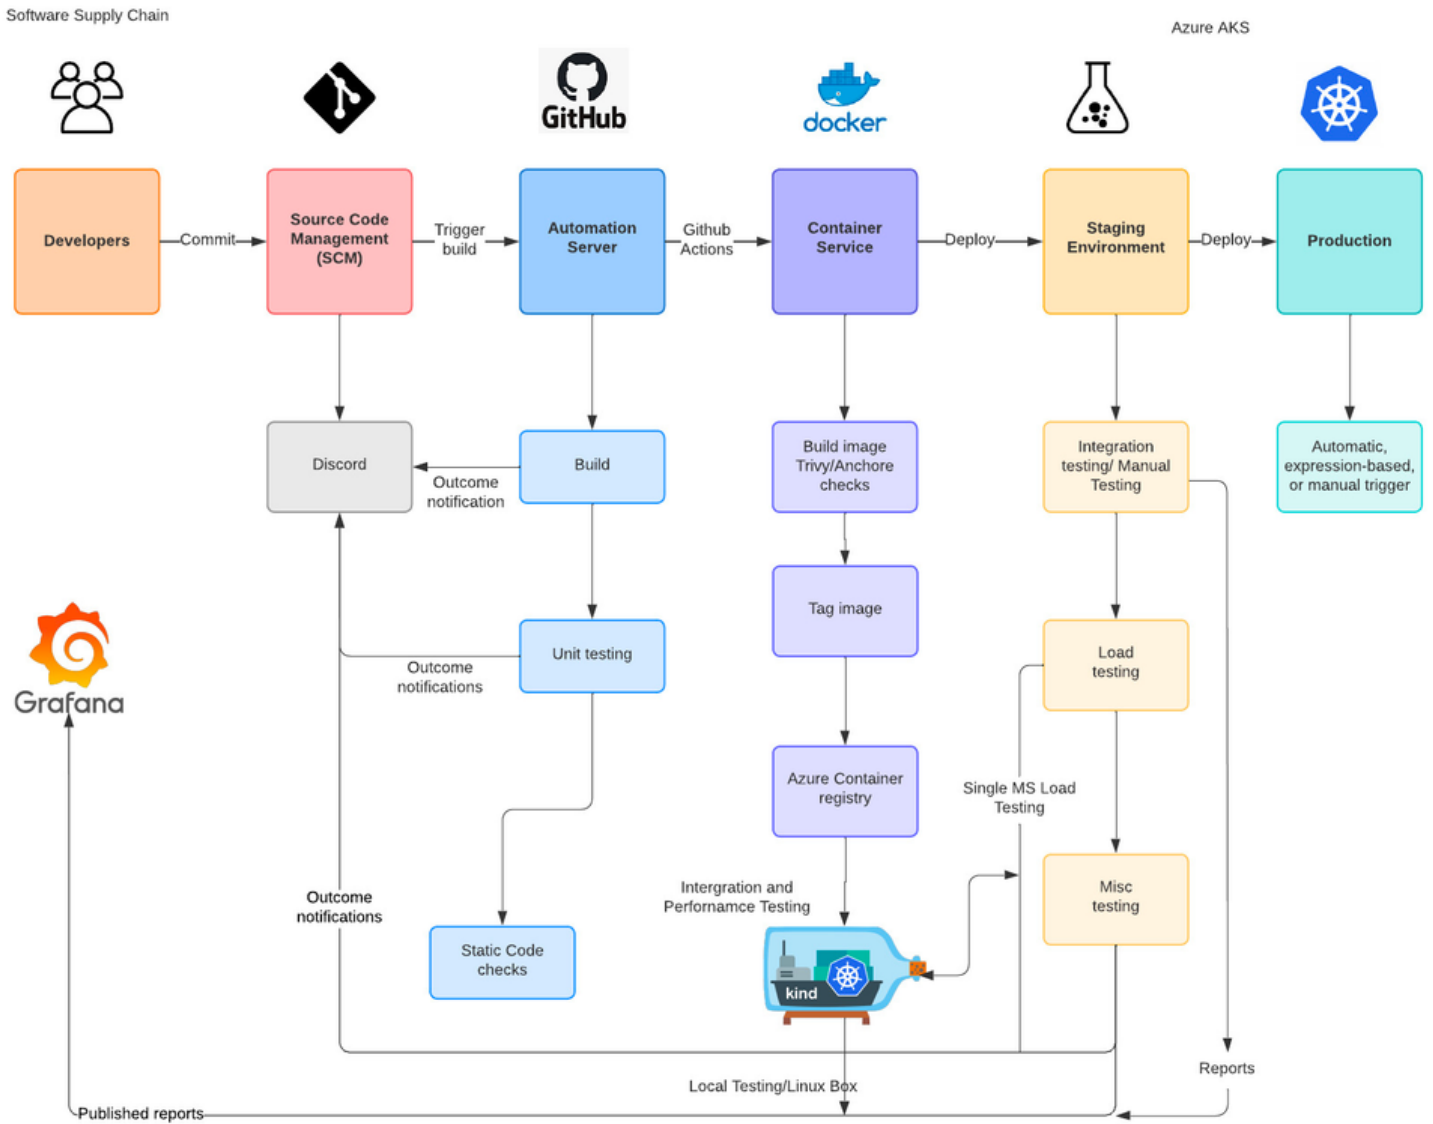 Software Supply Chain
Azure AKS
GitHub
docker
Developers
Commit
Source Code
Management
(SCM)
Trigger
build
Automation
Server
Github
Actions
Container
Service
Deploy
Staging
Environment
Deploy
Production
Discord
Outcome
notification
Build
Build image
Trivy/Anchore
checks
Integration
testing/ Manual
Testing
Automatic,
expression-based,
or manual trigger
Tag image
Unit testing
Outcome
notifications
Load
testing
Grafana
Azure Container
registry
Single MS Load
Testing
Outcome
notifications
Intergration and
Perfornamce Testing
Misc
testing
Static Code
checks
kind
Reports
Local Testing/Linux Box
Published reports